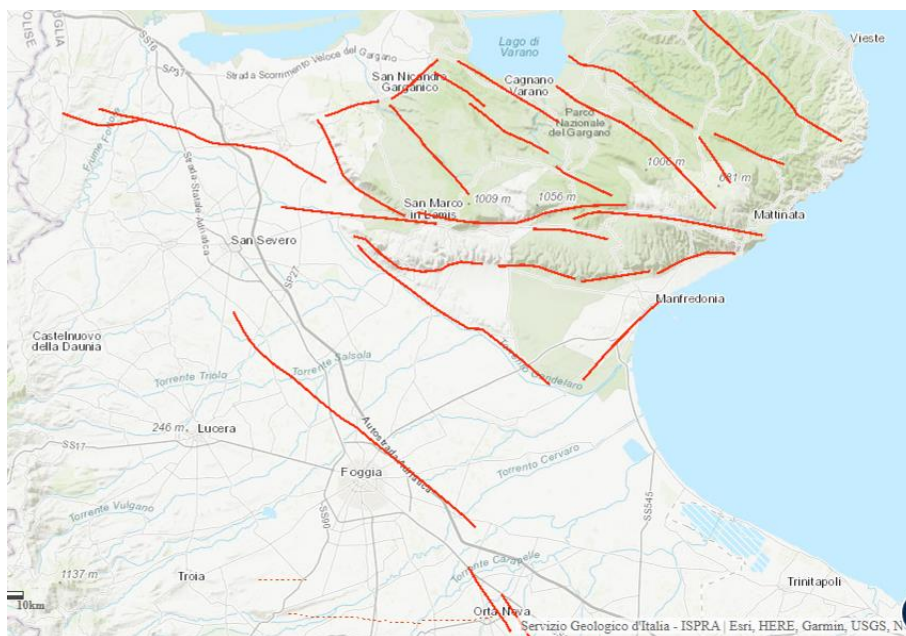 OLISE
UGLIA
SS16
SP37
Strada Scorrimento Veloce del Gargano
Lago di
Varano
Vieste
San Nicandro
Garganico
Cagnano
Varano
Parco
Nazionale
del Gargano
Fiume Fortore
Strada Statale Adriatica
1006 m
681 m
San Marco
in Lamis
1009 m
1056 m
Mattinata
San Severo
SP27
Manfredonia
Castelnuovo
della Daunia
Torrente Triolo
Torrente Salsola
Torrente Candelaro
246 m
Lucera
Autostrada Adriatica
SS17
Foggia
Torrente Cervaro
SS545
Torrente Vulgano
SS90
Torrente Carapelle
1137 m
Troia
Trinitapoli
10km
Orta Nova
Servizio Geologico d'Italia - ISPRA | Esri, HERE, Garmin, USGS, N